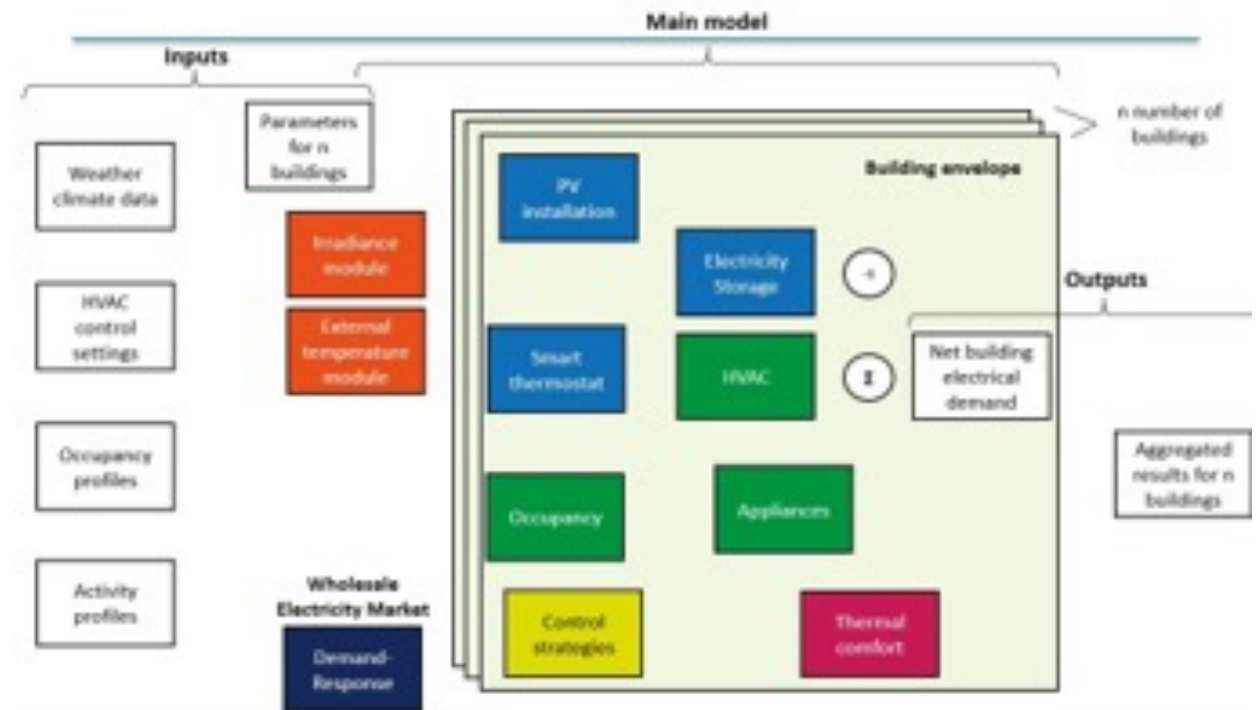 Main model
Inputs
Parameters
for n
buildings
n number of
buildings
Weather
climate data
Building envelope
PV
installation
Irradiance
module
Electricity
Storage
Outputs
HVAC
control
settings
External
temperature
module
Smart
thermostat
HVAC
Σ
Net building
electrical
demand
Occupancy
profiles
Aggregated
results for n
buildings
Occupancy
Appliances
Activity
profiles
Wholesale
Electricity Market
Control
strategies
Thermal
comfort
Demand-
Response